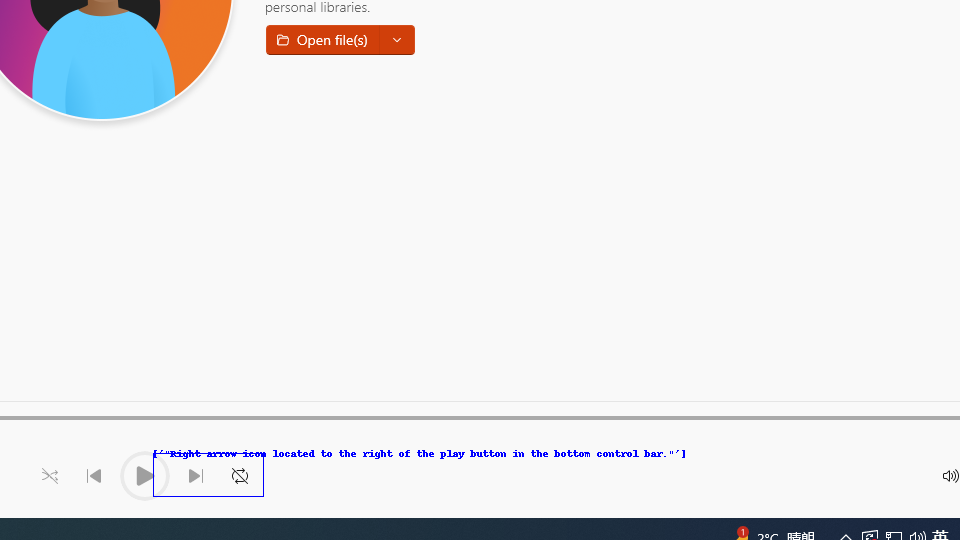 personal libraries.
Open file(s)
['"Right arrow icon located to the right of the play button in the bottom control bar."']
1
2°C 晴朗
英